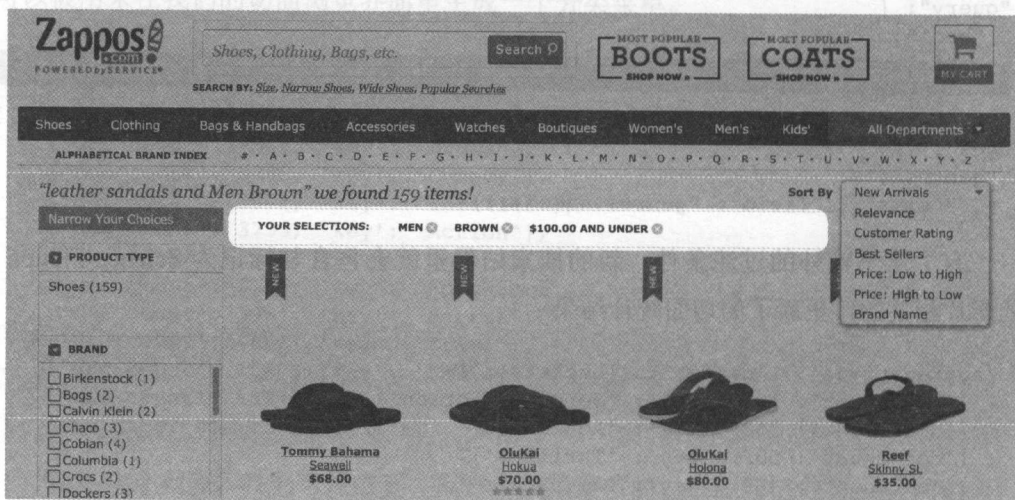 "query"
Zappos
.com
POWERED by SERVICE®
Shoes, Clothing, Bags, etc.
Search
MOST POPULAR
BOOTS
SHOP NOW »
MOST POPULAR
COATS
SHOP NOW »
MY CART
SEARCH BY: Size, Narrow Shoes, Wide Shoes, Popular Searches
Shoes Clothing Bags & Handbags Accessories Watches Boutiques Women's Men's Kids' All Departments
ALPHABETICAL BRAND INDEX # · A · B · C · D · E · F · G · H · I · J · K · L · M · N · O · P · Q · R · S · T · U · V · W · X · Y · Z
"leather sandals and Men Brown" we found 159 items!
Sort By
New Arrivals
Relevance
Customer Rating
Best Sellers
Price: Low to High
Price: High to Low
Brand Name
Narrow Your Choices
YOUR SELECTIONS: MEN BROWN $100.00 AND UNDER
PRODUCT TYPE
Shoes (159)
NEW
NEW
NEW
BRAND
Birkenstock (1)
Bogs (2)
Calvin Klein (2)
Chaco (3)
Cobian (4)
Columbia (1)
Crocs (2)
Dockers (3)
Tommy Bahama
Seawell
$68.00
OluKai
Hokua
$70.00
OluKai
Holona
$80.00
Reef
Skinny SL
$35.00